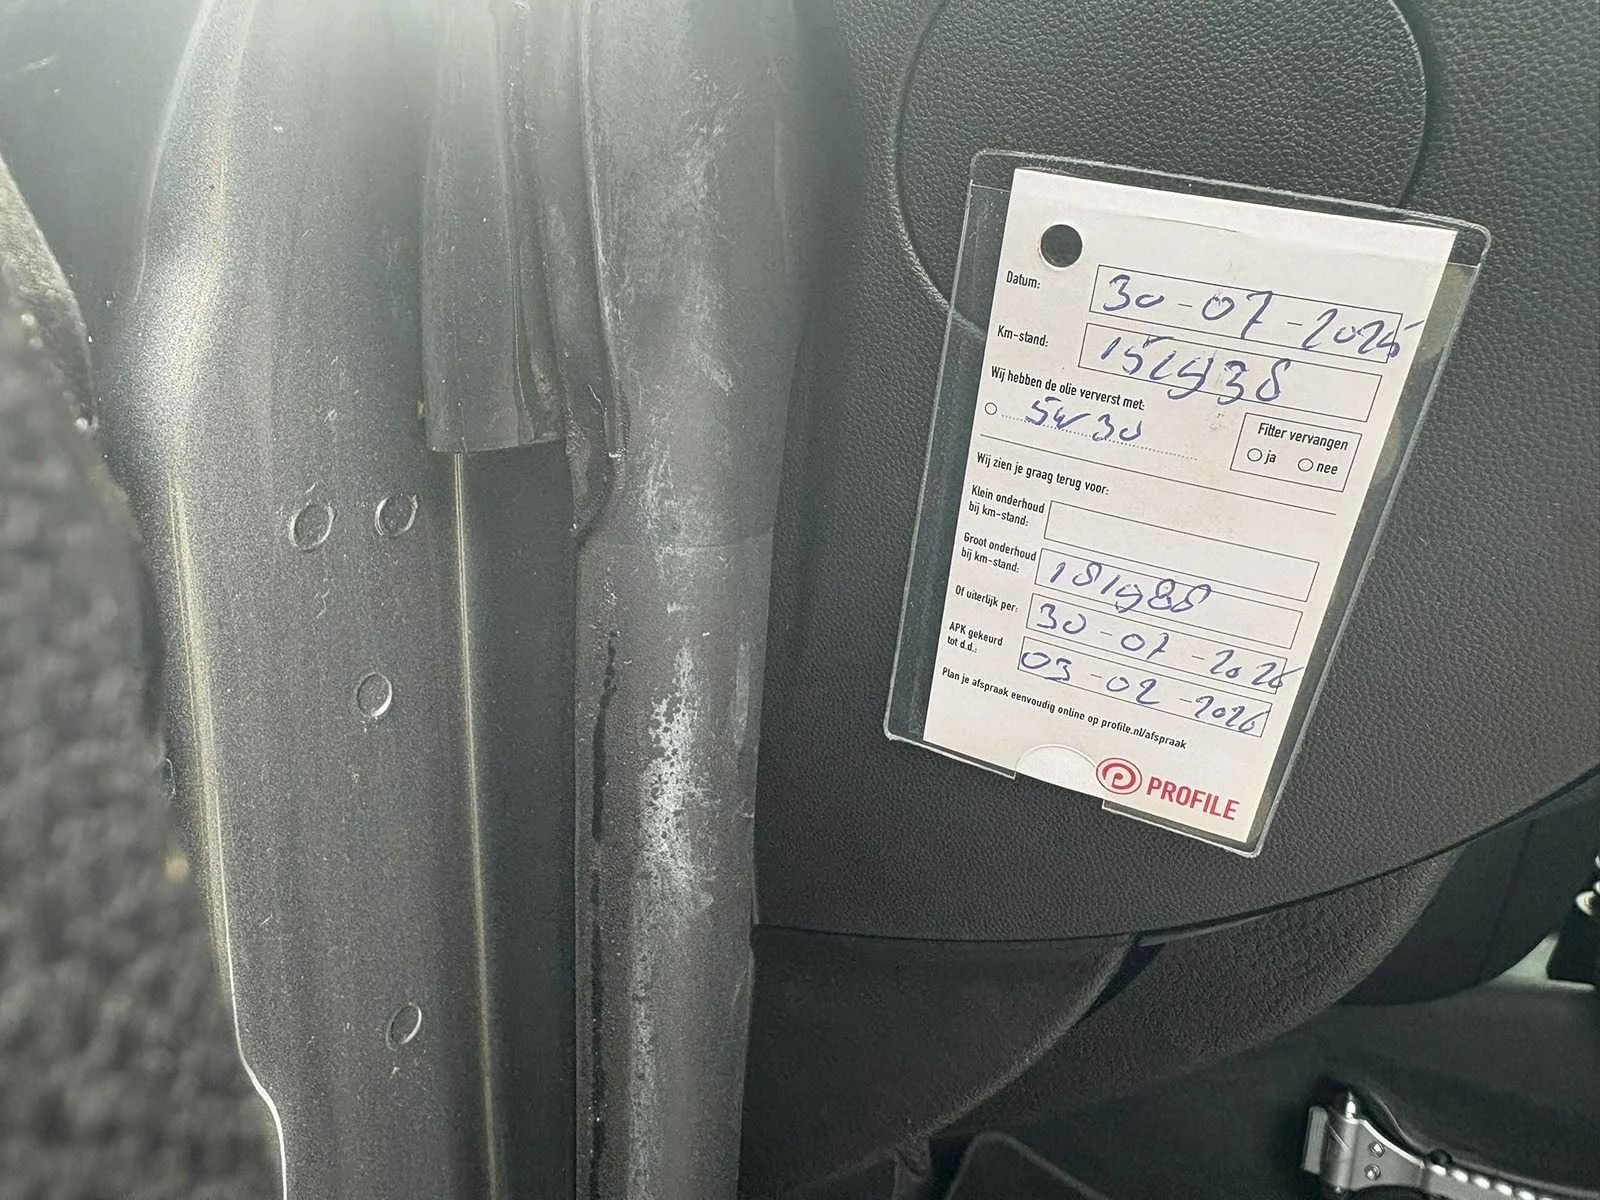 Datum: 30-07-2025
Km-stand: 151938
Wij hebben de olie ververst met:
5W30
Filter vervangen
ja nee
Wij zien je graag terug voor:
Klein onderhoud
bij km-stand:
Groot onderhoud
bij km-stand: 181988
Of uiterlijk per: 30-07-2026
APK gekeurd
tot d.d.: 03-02-2026
Plan je afspraak eenvoudig online op profile.nl/afspraak
PROFILE